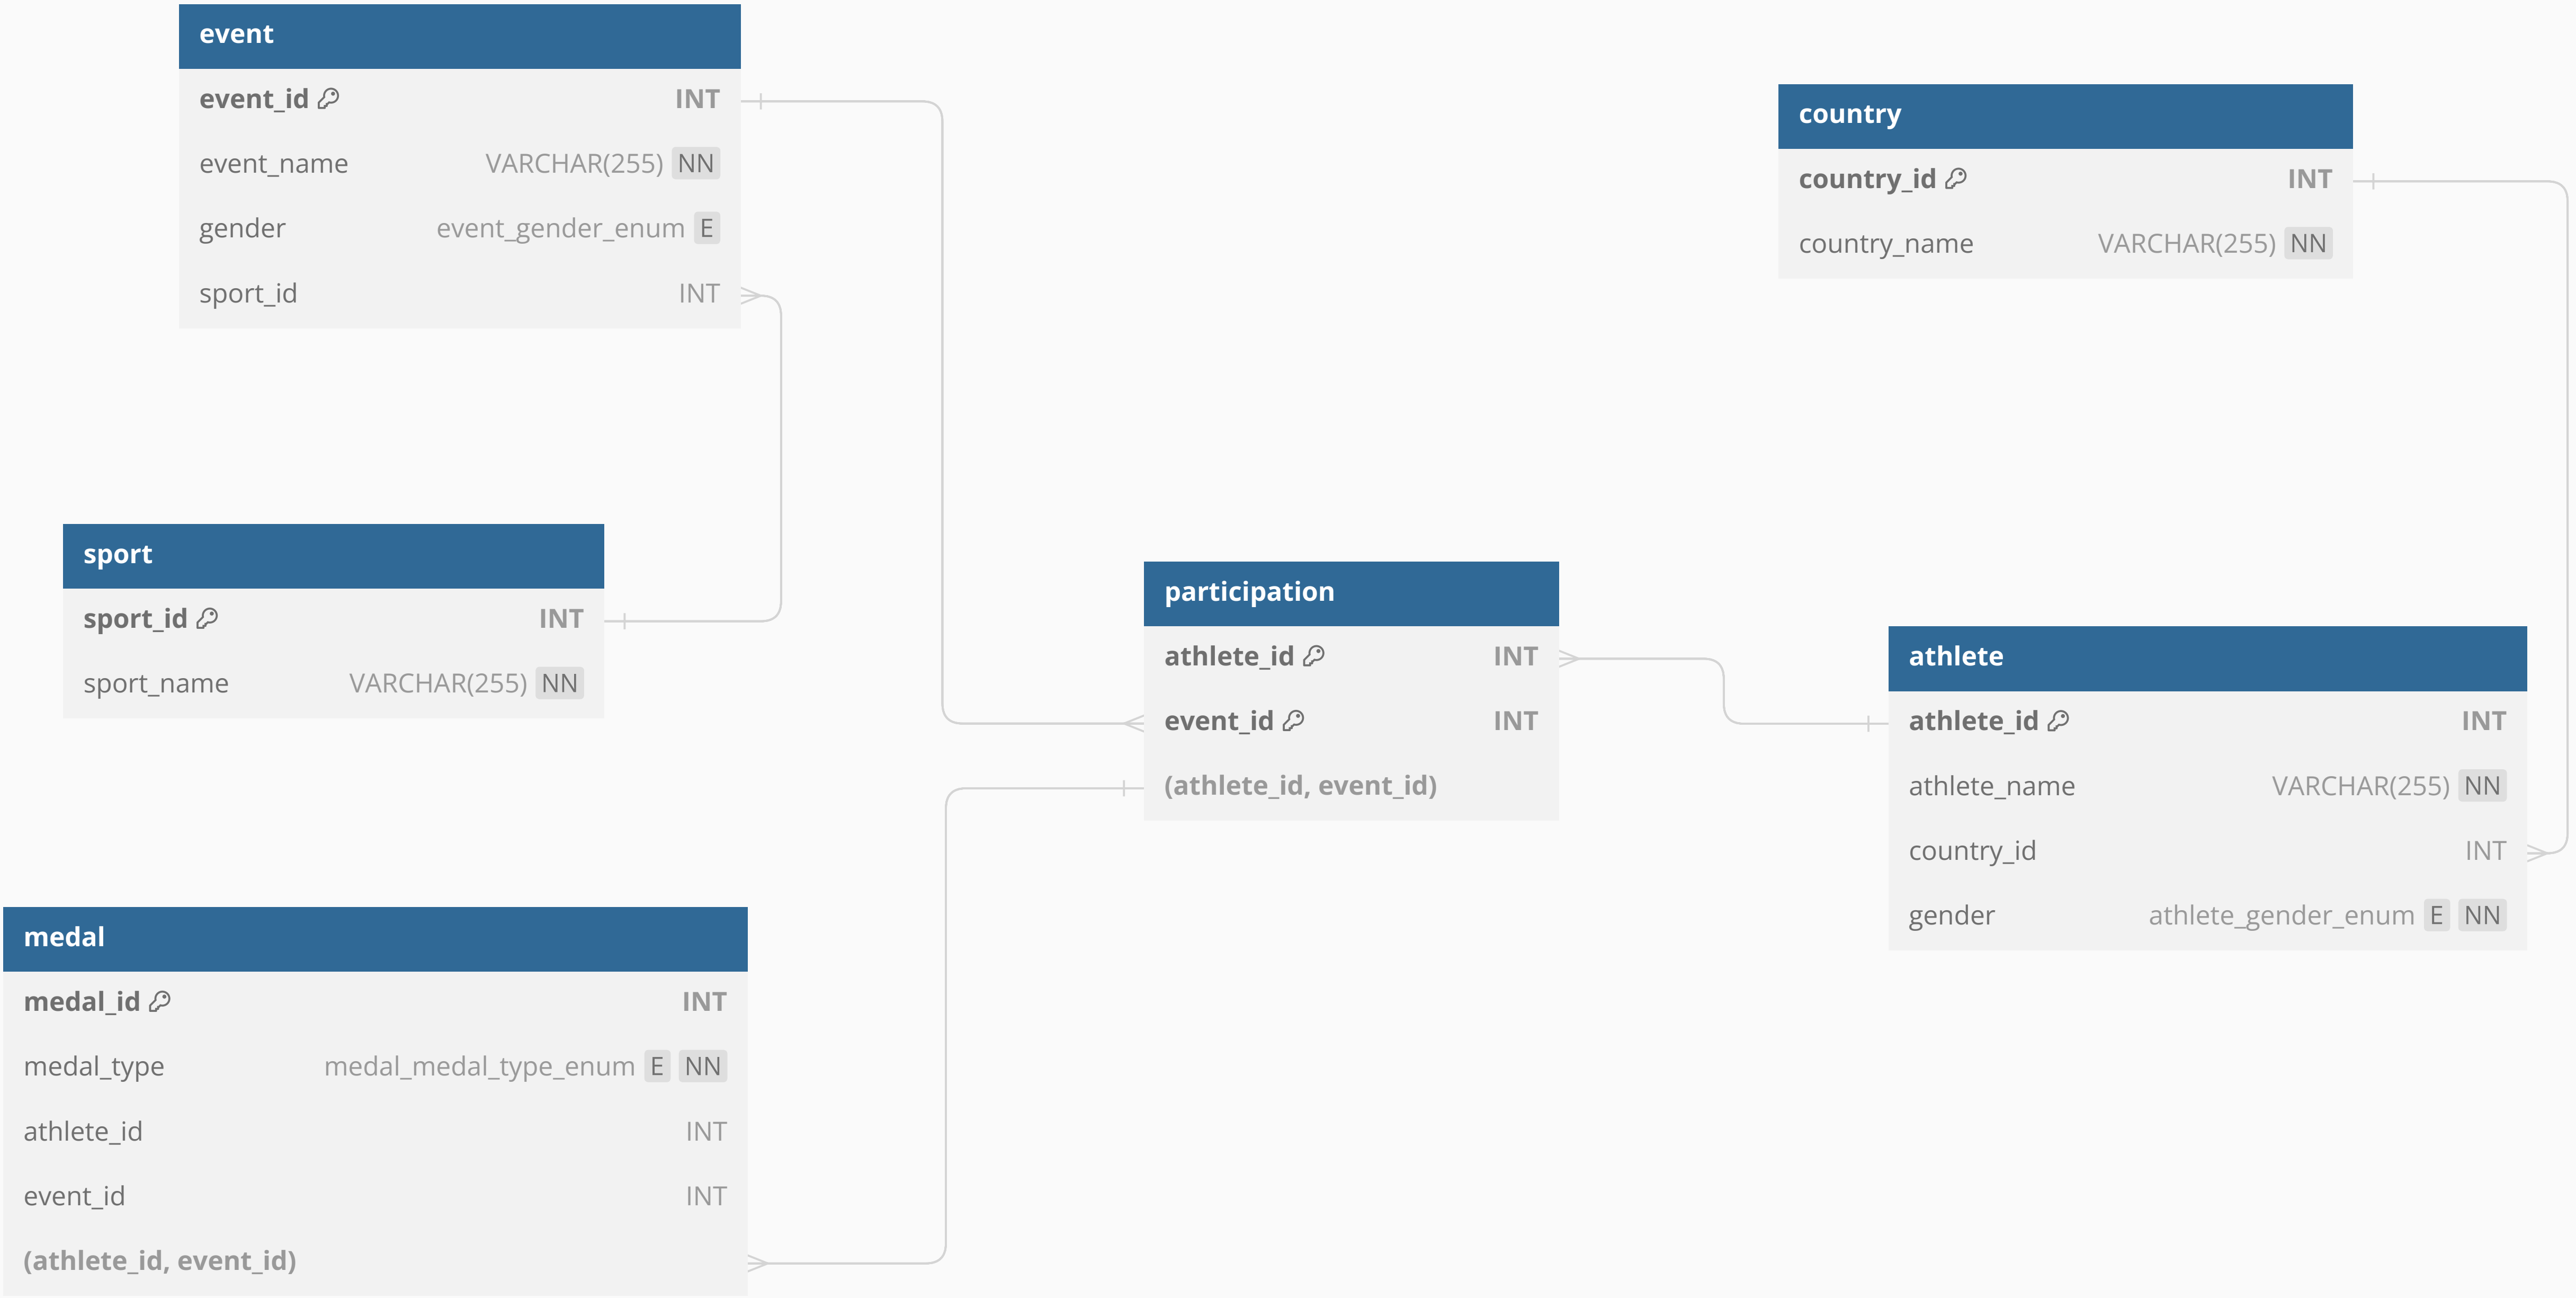 event
event_id INT
event_name VARCHAR(255) NN
gender event_gender_enum E
sport_id INT
country
country_id INT
country_name VARCHAR(255) NN
sport
sport_id INT
sport_name VARCHAR(255) NN
participation
athlete_id INT
event_id INT
(athlete_id, event_id)
athlete
athlete_id INT
athlete_name VARCHAR(255) NN
country_id INT
gender athlete_gender_enum E NN
medal
medal_id INT
medal_type medal_medal_type_enum E NN
athlete_id INT
event_id INT
(athlete_id, event_id)